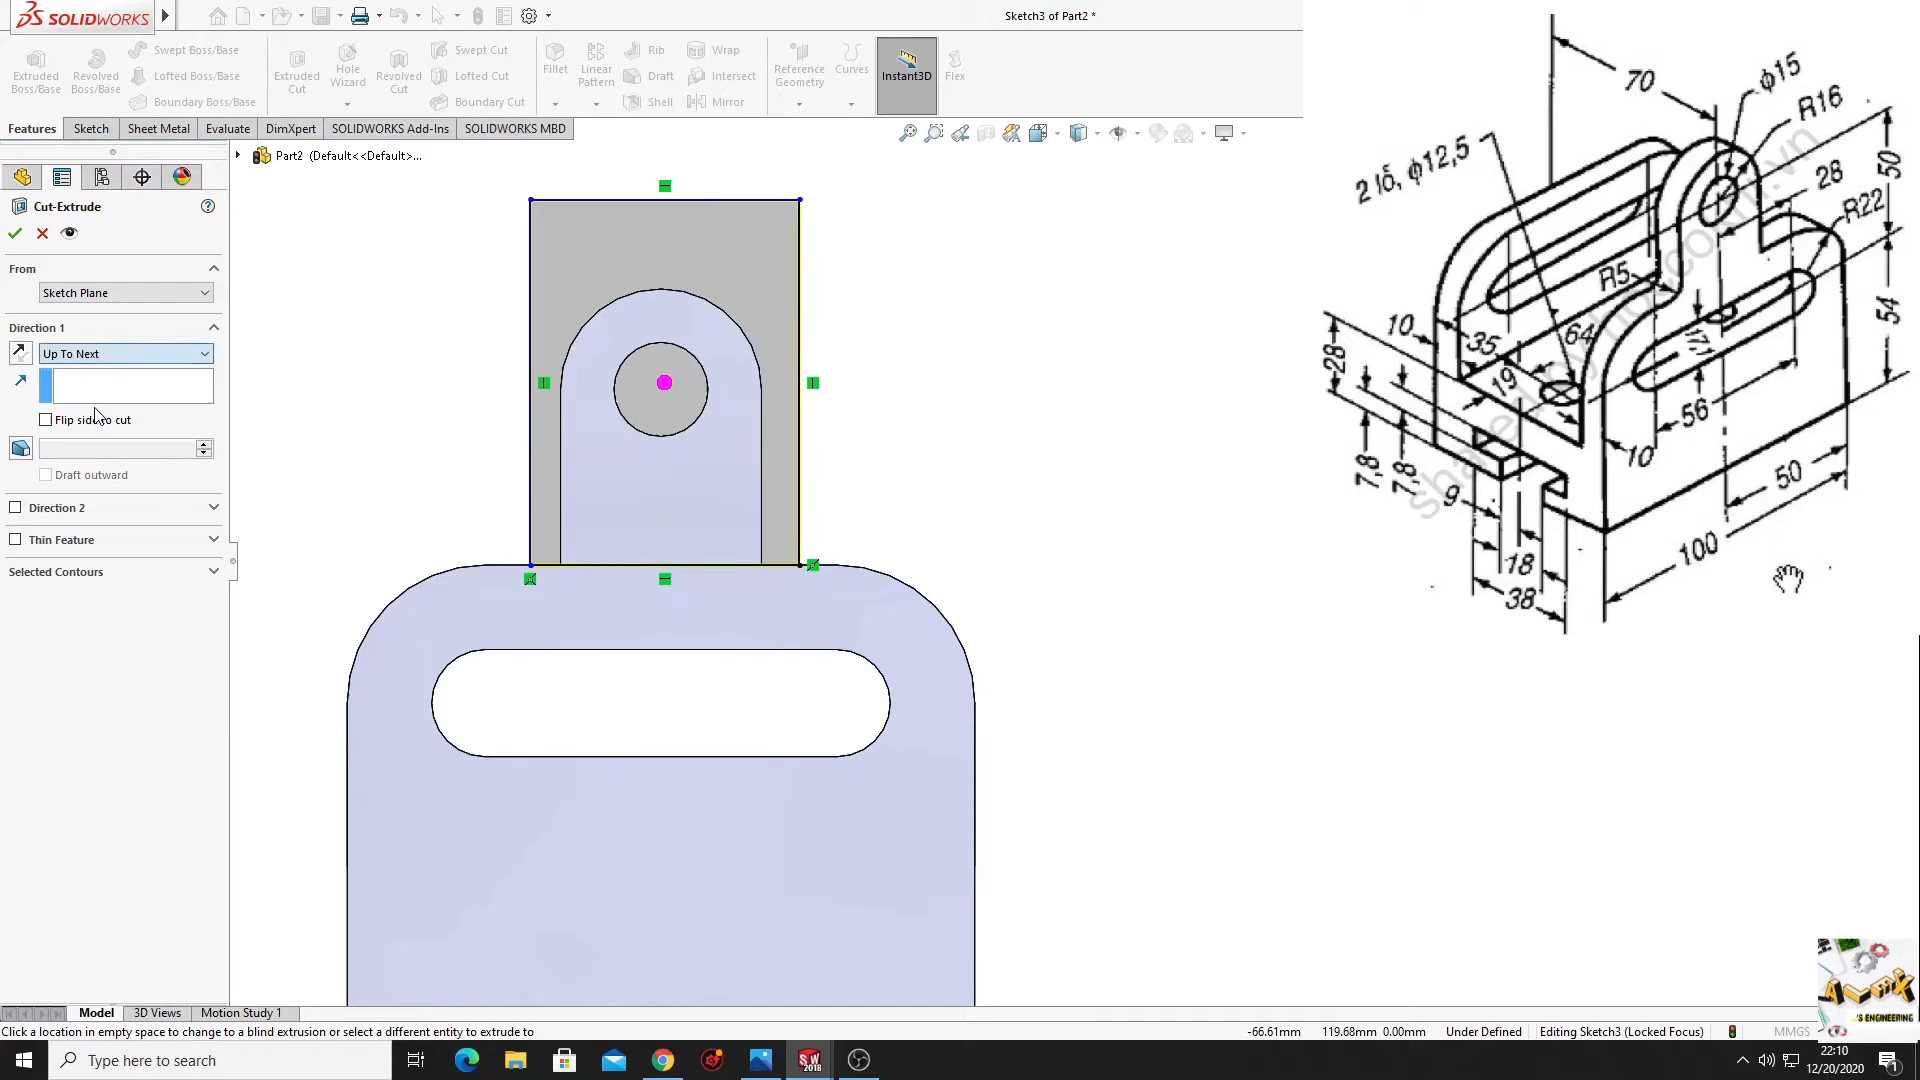 SOLIDWORKS
Sketch3 of Part2 *
Extruded Boss/Base
Revolved Boss/Base
Swept Boss/Base
Lofted Boss/Base
Boundary Boss/Base
Extruded Cut
Hole Wizard
Revolved Cut
Swept Cut
Lofted Cut
Boundary Cut
Fillet
Linear Pattern
Rib
Draft
Shell
Wrap
Intersect
Mirror
Reference Geometry
Curves
Instant3D
Flex
Features
Sketch
Sheet Metal
Evaluate
DimXpert
SOLIDWORKS Add-Ins
SOLIDWORKS MBD
Part2 (Default<<Default>...
Cut-Extrude
From
Sketch Plane
Direction 1
Up To Next
Flip side to cut
Draft outward
Direction 2
Thin Feature
Selected Contours
70
ϕ15
R16
2 lỗ, ϕ12,5
28
50
R22
R5
10
35
64
54
28
19
17,1
56
10
7,8
7,8
9
50
18
100
38
Model
3D Views
Motion Study 1
Click a location in empty space to change to a blind extrusion or select a different entity to extrude to
-66.61mm
119.68mm 0.00mm
Under Defined
Editing Sketch3 (Locked Focus)
MMGS
ALEX
'S ENGINEERING
Type here to search
SW
2018
22:10
12/20/2020
1